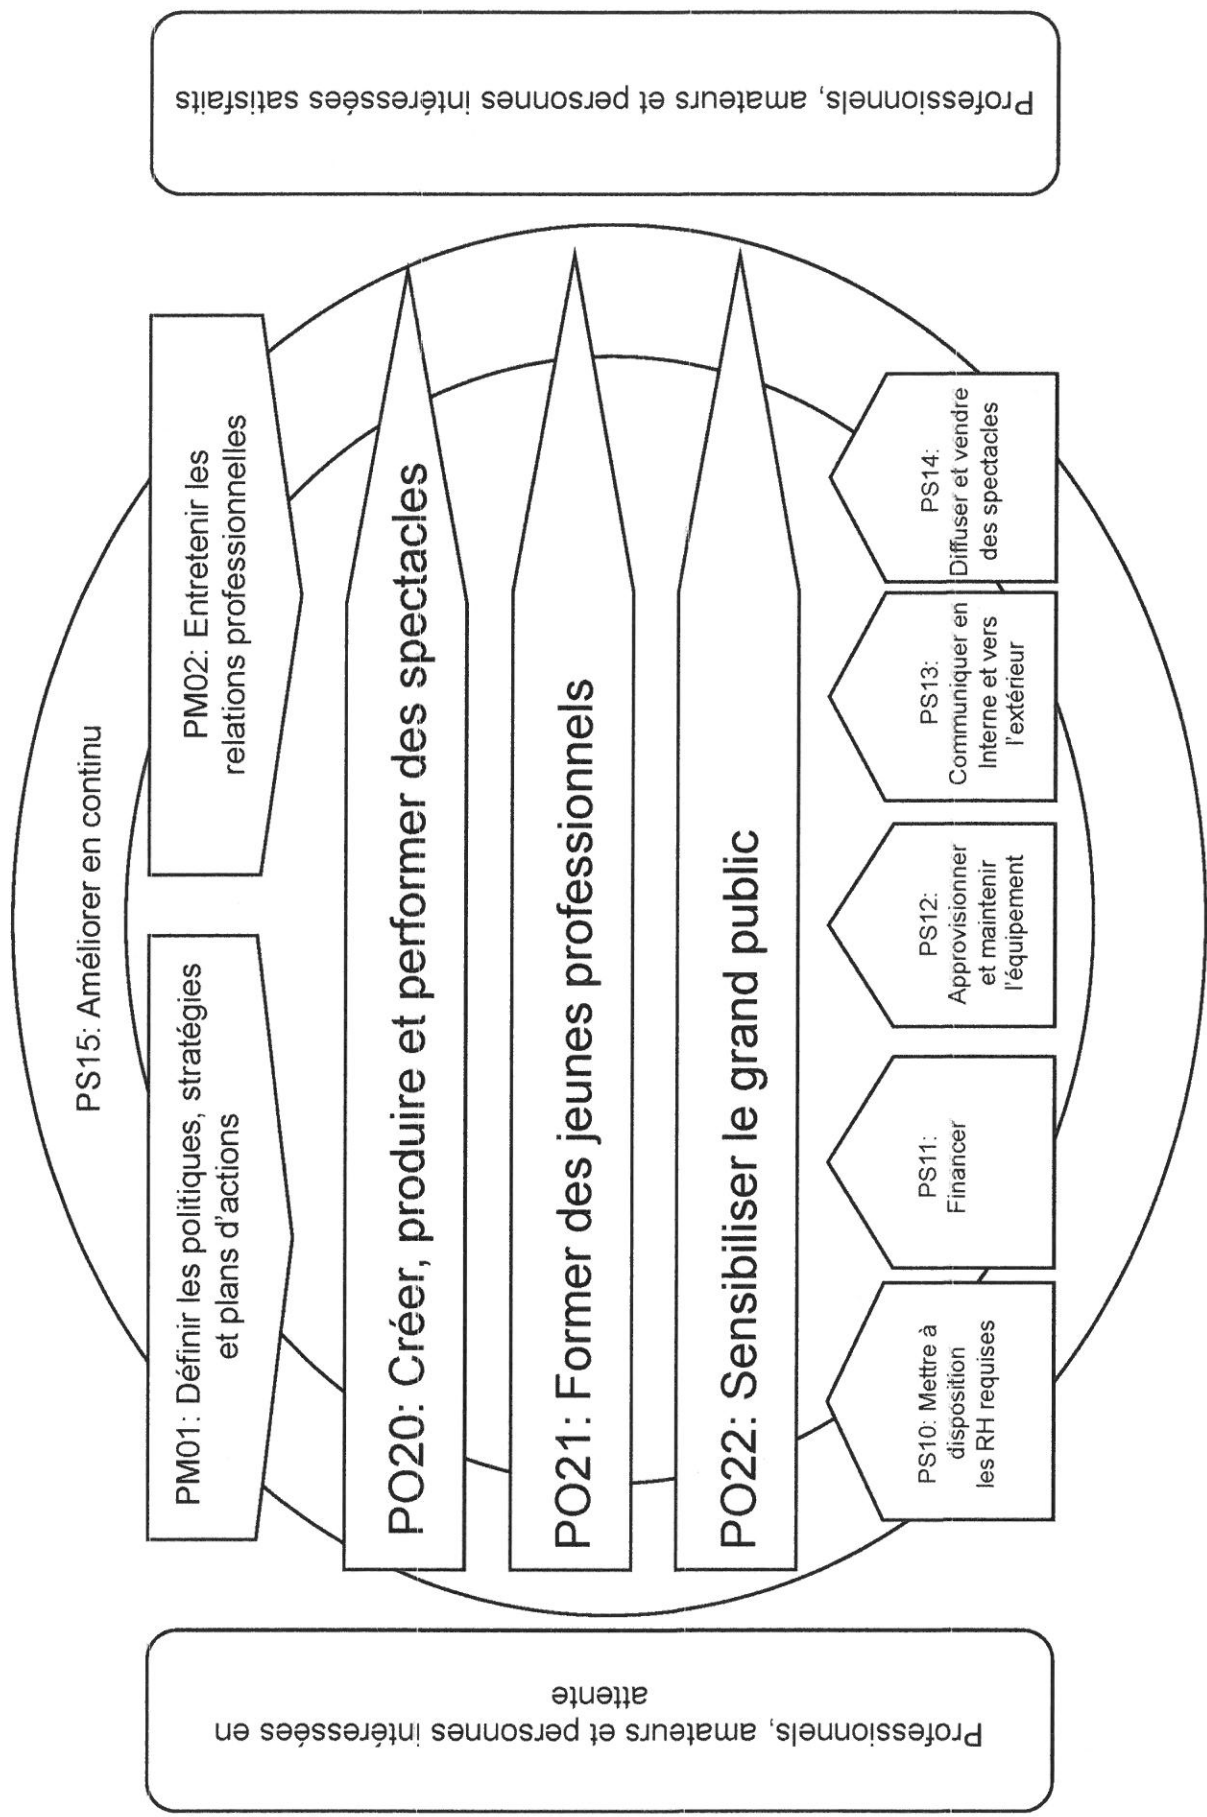 PS15: Améliorer en continu
PM01: Définir les politiques, stratégies
et plans d'actions
PM02: Entretenir les
relations professionnelles
Professionnels, amateurs et personnes intéressées en
attente
PO20: Créer, produire et performer des spectacles
PO21: Former des jeunes professionnels
PO22: Sensibiliser le grand public
Professionnels, amateurs et personnes intéressées satisfaits
PS10: Mettre à
disposition
les RH requises
PS11:
Financer
PS12:
Approvisionner
et maintenir
l'équipement
PS13:
Communiquer en
Interne et vers
l'extérieur
PS14:
Diffuser et vendre
des spectacles